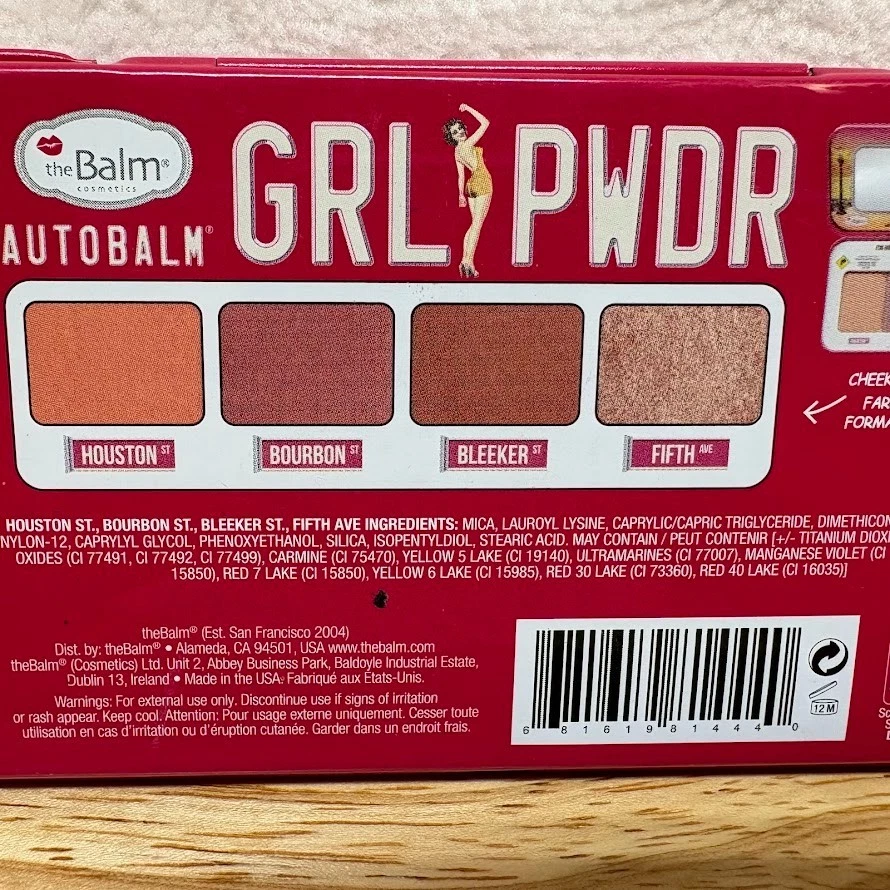 theBalm®
cosmetics
AUTOBALM®
GRL PWDR
HOUSTON ST
BOURBON ST
BLEEKER ST
FIFTH AVE
CHEEK
FAR
FORMA
HOUSTON ST., BOURBON ST., BLEEKER ST., FIFTH AVE INGREDIENTS: MICA, LAUROYL LYSINE, CAPRYLIC/CAPRIC TRIGLYCERIDE, DIMETHICON
NYLON-12, CAPRYLYL GLYCOL, PHENOXYETHANOL, SILICA, ISOPENTYLDIOL, STEARIC ACID. MAY CONTAIN / PEUT CONTENIR [+/- TITANIUM DIOXI
OXIDES (CI 77491, CI 77492, CI 77499), CARMINE (CI 75470), YELLOW 5 LAKE (CI 19140), ULTRAMARINES (CI 77007), MANGANESE VIOLET (CI
15850), RED 7 LAKE (CI 15850), YELLOW 6 LAKE (CI 15985), RED 30 LAKE (CI 73360), RED 40 LAKE (CI 16035)]
theBalm® (Est. San Francisco 2004)
Dist. by: theBalm® • Alameda, CA 94501, USA www.thebalm.com
theBalm® (Cosmetics) Ltd. Unit 2, Abbey Business Park, Baldoyle Industrial Estate,
Dublin 13, Ireland • Made in the USA. Fabriqué aux États-Unis.
Warnings: For external use only. Discontinue use if signs of irritation
or rash appear. Keep cool. Attention: Pour usage externe uniquement. Cesser toute
utilisation en cas d'irritation ou d'éruption cutanée. Garder dans un endroit frais.
6 81619 81444 0
12 M